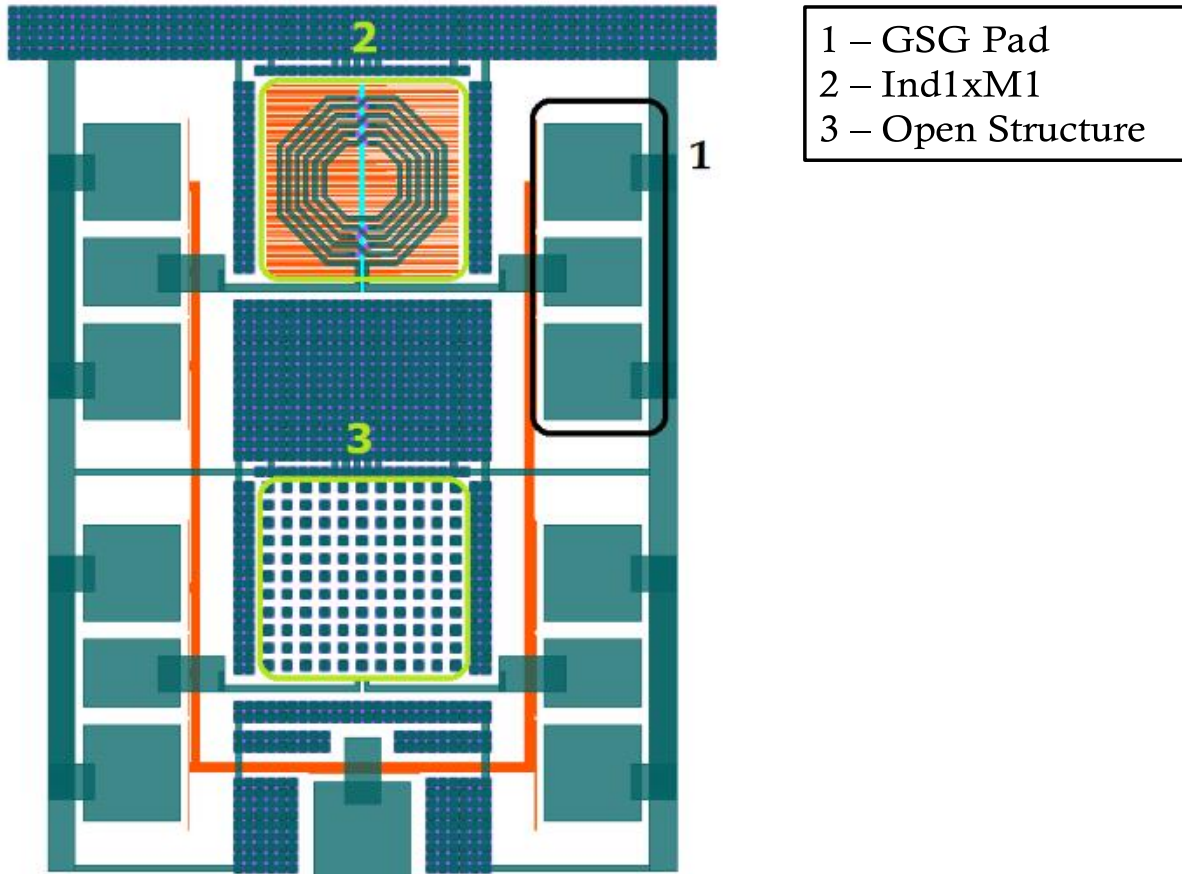 2
1
3
1 – GSG Pad
2 – Ind1xM1
3 – Open Structure